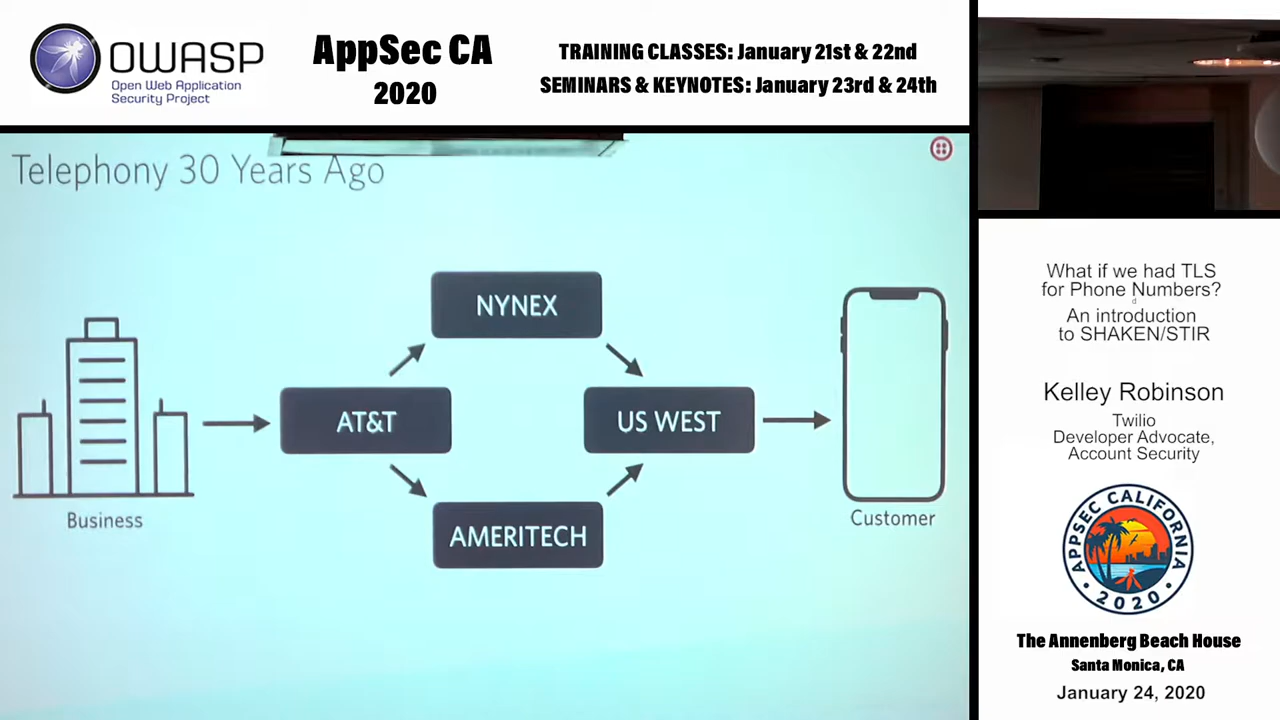 OWASP
Open Web Application
Security Project
AppSec CA
2020
TRAINING CLASSES: January 21st & 22nd
SEMINARS & KEYNOTES: January 23rd & 24th
Telephony 30 Years Ago
NYNEX
AT&T
US WEST
AMERITECH
Business
Customer
What if we had TLS
for Phone Numbers?
d
An introduction
to SHAKEN/STIR
Kelley Robinson
Twilio
Developer Advocate,
Account Security
APPSEC CALIFORNIA
• 2020 •
The Annenberg Beach House
Santa Monica, CA
January 24, 2020